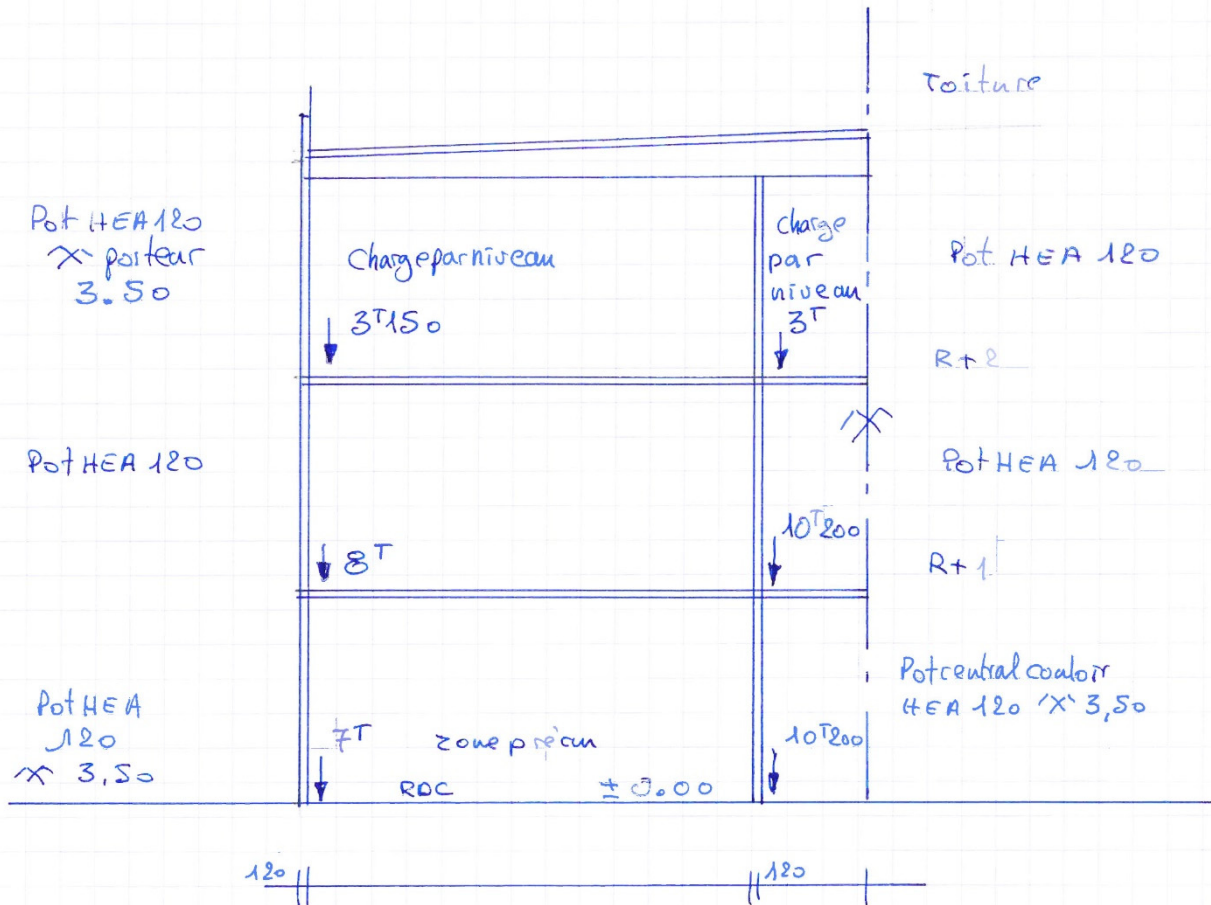 Toiture
Pot HEA 120
X porteur
3.50
Charge par niveau
3T150
charge
par
niveau
3T
Pot HEA 120
R+2
Pot HEA 120
8T
10T200
Pot HEA 120
R+1
Pot HEA
120
X 3,50
7T
zone préau
RDC
± 0.00
10T200
Pot central couloir
HEA 120 X 3,50
120
120